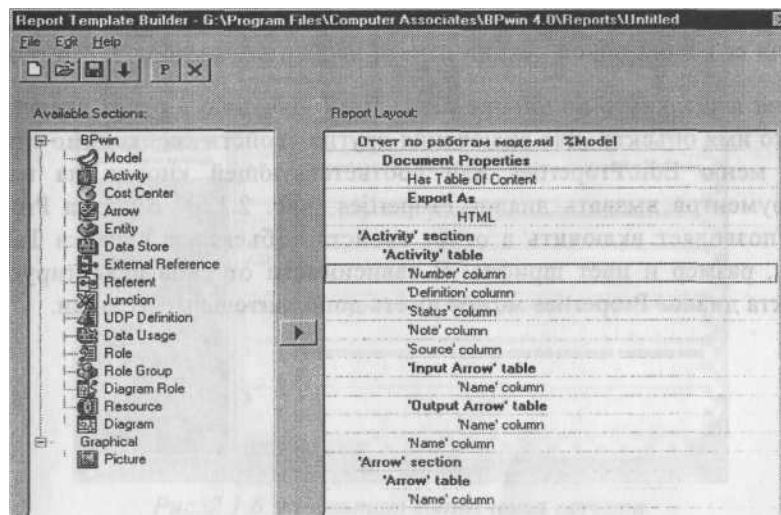 Report Template Builder - G:\Program Files\Computer Associates\BPwin 4.0\Reports\Untitled
File Edit Help
P
Available Sections:
BPwin
Model
Activity
Cost Center
Arrow
Entity
Data Store
External Reference
Referent
Junction
UDP Definition
Data Usage
Role
Role Group
Diagram Role
Resource
Diagram
Graphical
Picture
Report Layout:
Отчет по работам модели %Model
Document Properties
Has Table Of Content
Export As
HTML
'Activity' section
'Activity' table
'Number' column
'Definition' column
'Status' column
'Note' column
'Source' column
'Input Arrow' table
'Name' column
'Output Arrow' table
'Name' column
'Name' column
'Arrow' section
'Arrow' table
'Name' column